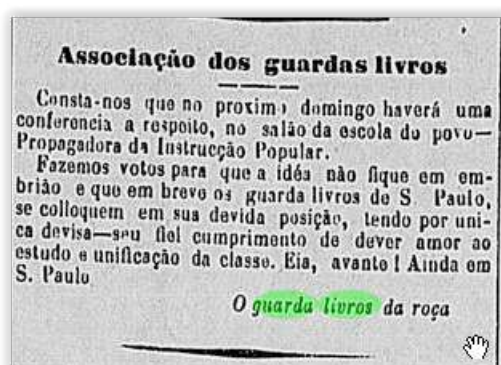 Associação dos guardas livros
Consta-nos que no proximo domingo haverá uma
conferencia a respeito, no salão da escola do povo—
Propagadora da Instrucção Popular.
Fazemos votos para que a idéa não fique em em-
brião e que em breve os guarda livros de S. Paulo,
se colloquem em sua devida posição, tendo por uni-
ca devisa—seu fiel cumprimento de dever amor ao
estudo e unificação da classe. Eia, avante! Ainda em
S. Paulo
O guarda livros da roça